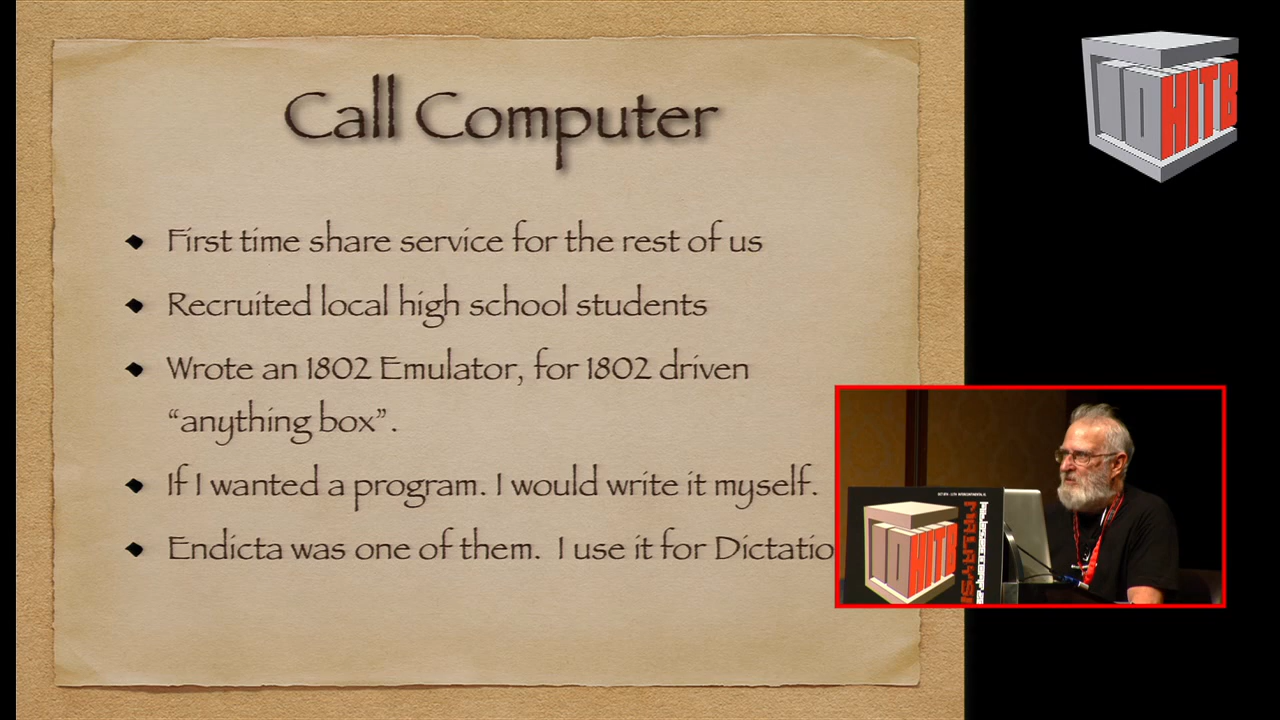 Call Computer
First time share service for the rest of us
Recruited local high school students
Wrote an 1802 Emulator, for 1802 driven
“anything box”.
If I wanted a program. I would write it myself.
Endicta was one of them. I use it for Dictatio
HITB
HITB
MALAYSI